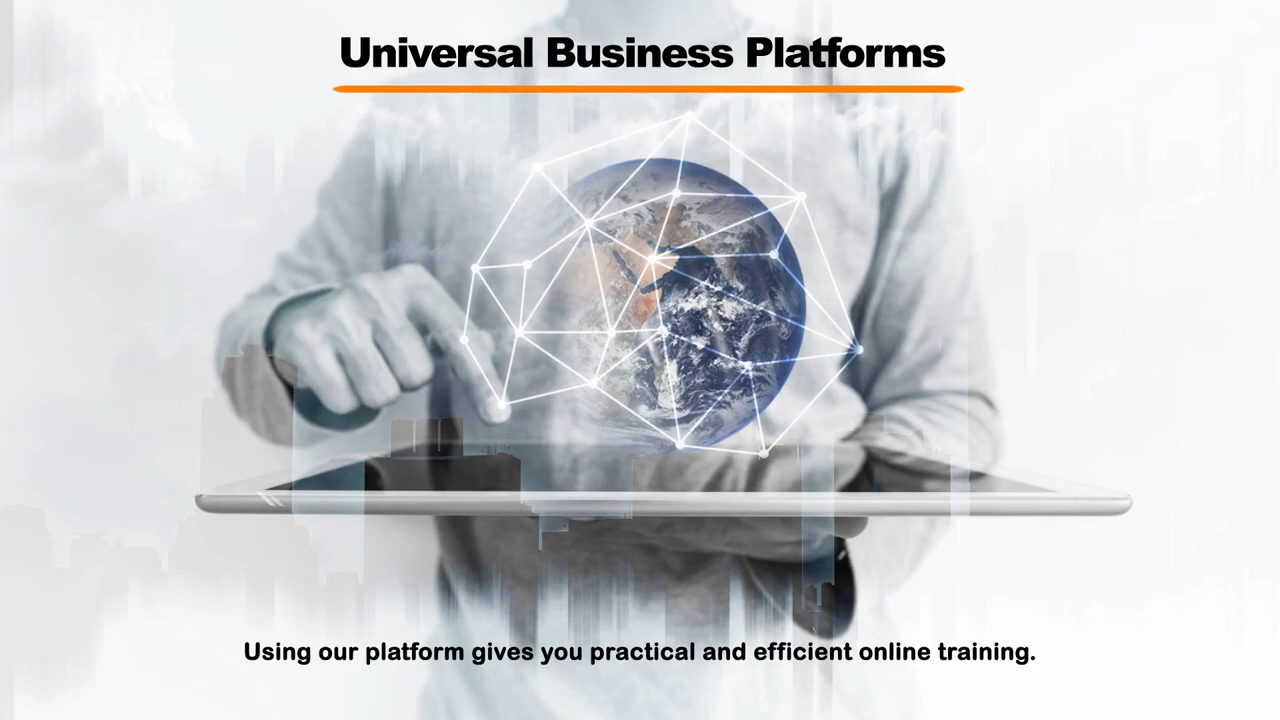 Universal Business Platforms
Using our platform gives you practical and efficient online training.